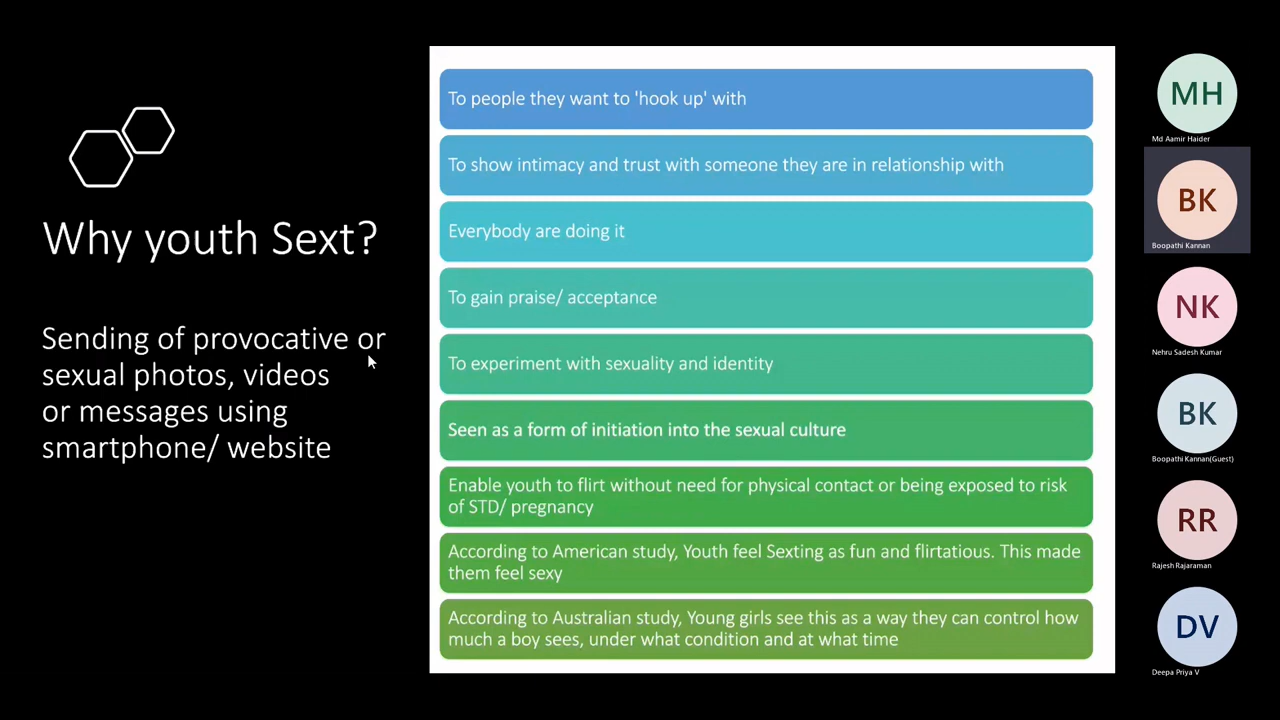 Why youth Sext?
Sending of provocative or
sexual photos, videos
or messages using
smartphone/ website
To people they want to 'hook up' with
To show intimacy and trust with someone they are in relationship with
Everybody are doing it
To gain praise/ acceptance
To experiment with sexuality and identity
Seen as a form of initiation into the sexual culture
Enable youth to flirt without need for physical contact or being exposed to risk
of STD/ pregnancy
According to American study, Youth feel Sexting as fun and flirtatious. This made
them feel sexy
According to Australian study, Young girls see this as a way they can control how
much a boy sees, under what condition and at what time
MH
Md Aamir Haider
BK
Boopathi Kannan
NK
Nehru Sadesh Kumar
BK
Boopathi Kannan(Guest)
RR
Rajesh Rajaraman
DV
Deepa Priya V